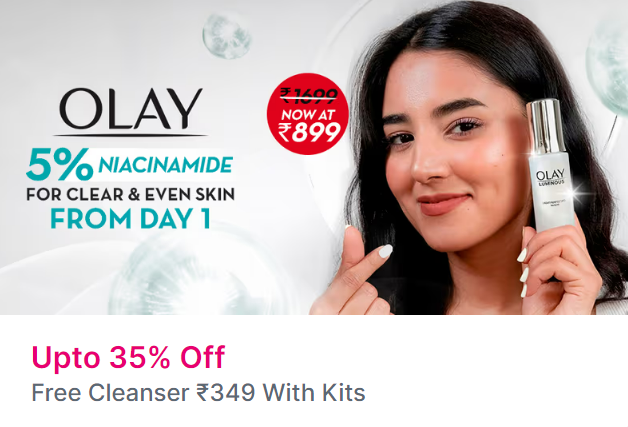 OLAY
5% NIACINAMIDE
FOR CLEAR & EVEN SKIN
FROM DAY 1
₹1699
NOW AT
₹899
OLAY
LUMINOUS
Upto 35% Off
Free Cleanser ₹349 With Kits